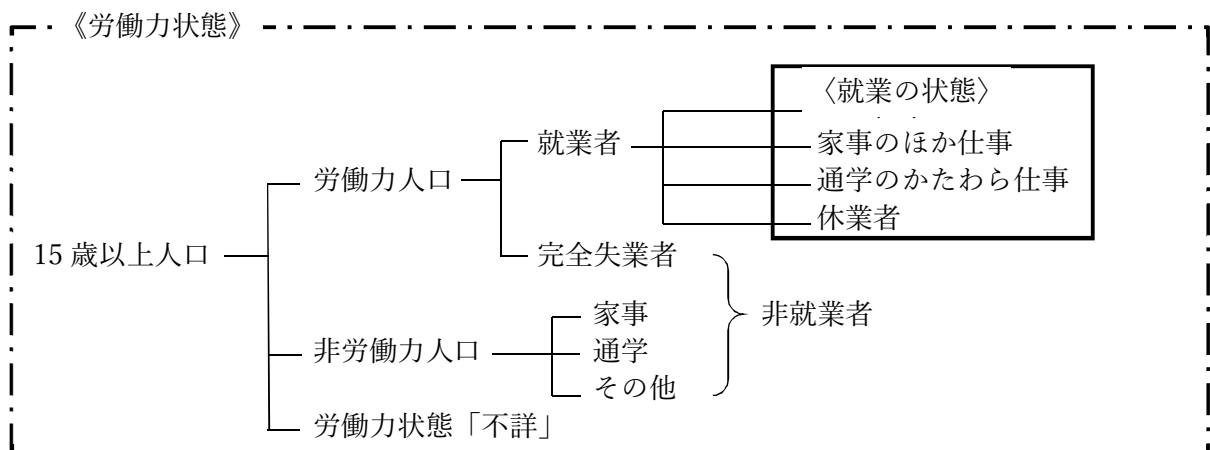 《労働力状態》
〈就業の状態〉
就業者
家事のほか仕事
労働力人口
通学のかたわら仕事
休業者
15 歳以上人口
完全失業者
家事
非就業者
非労働力人口
通学
その他
労働力状態「不詳」